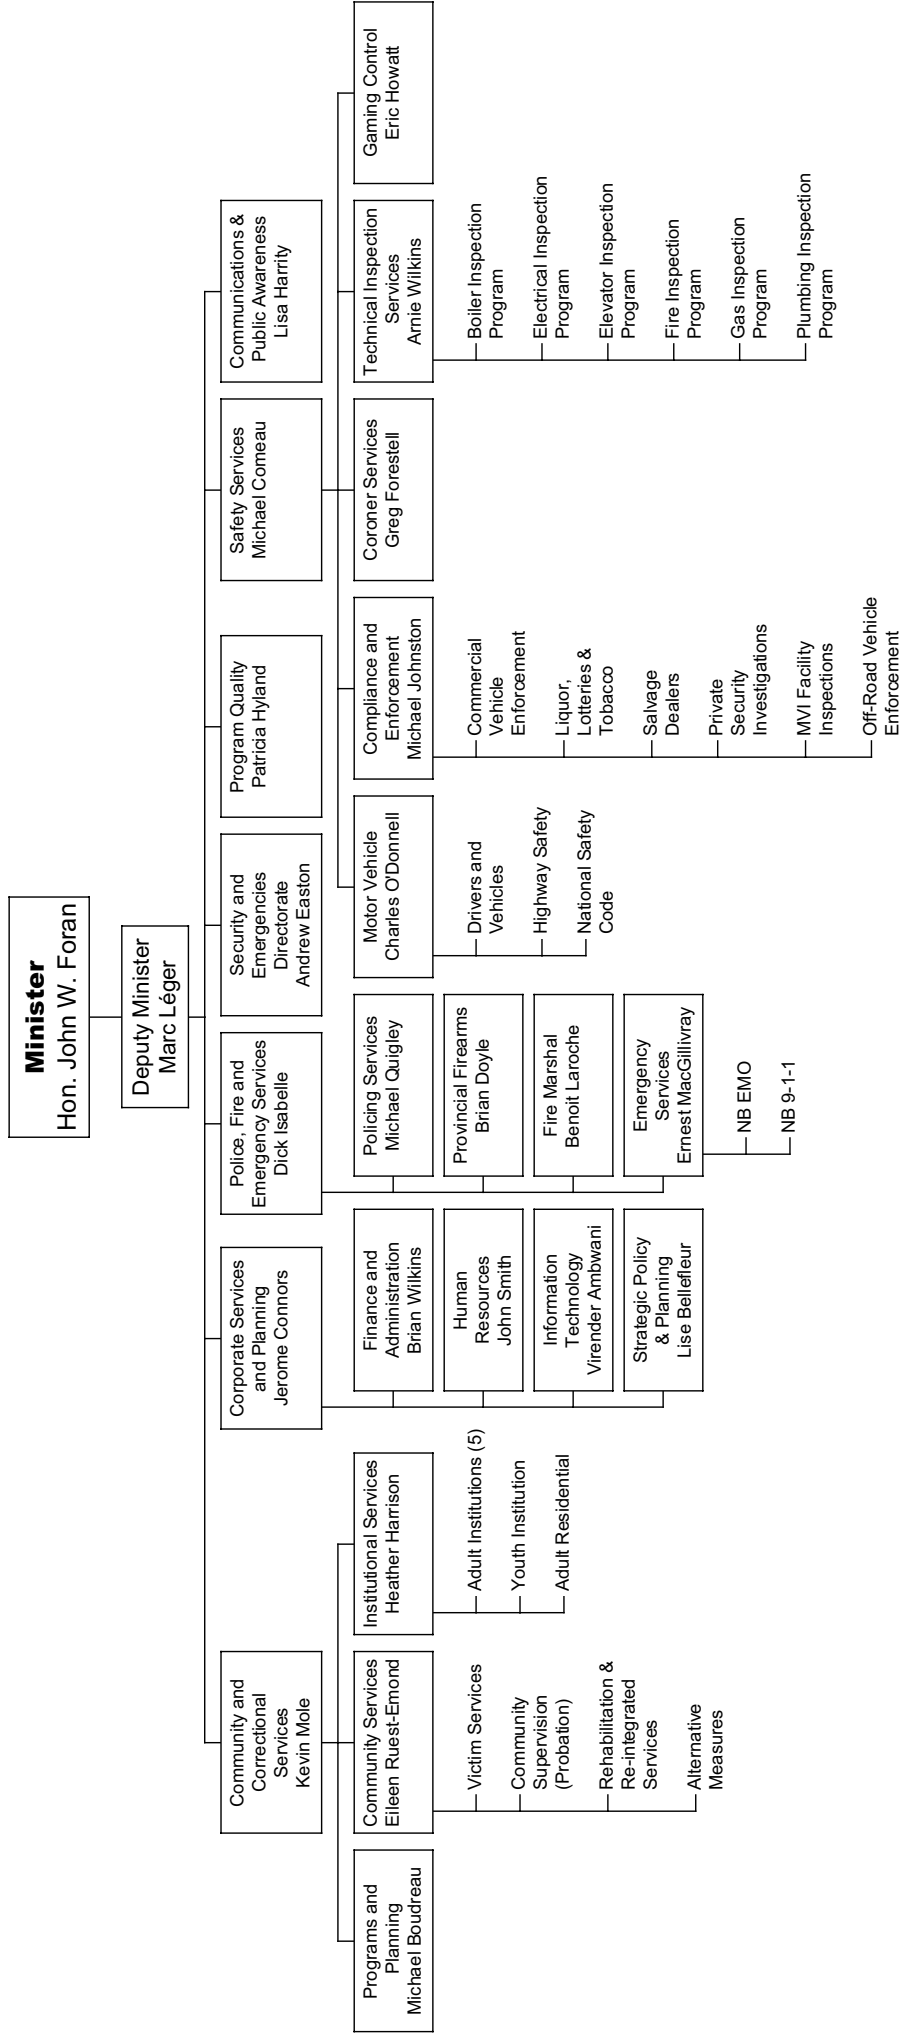 Minister
Hon. John W. Foran
Deputy Minister
Marc Léger
Community and
Correctional
Services
Kevin Mole
Corporate Services
and Planning
Jerome Connors
Police, Fire and
Emergency Services
Dick Isabelle
Security and
Emergencies
Directorate
Andrew Easton
Program Quality
Patricia Hyland
Safety Services
Michael Comeau
Communications &
Public Awareness
Lisa Harrity
Programs and
Planning
Michael Boudreau
Community Services
Eileen Ruest-Emond
Victim Services
Community
Supervision
(Probation)
Rehabilitation &
Re-integrated
Services
Alternative
Measures
Institutional Services
Heather Harrison
Adult Institutions (5)
Youth Institution
Adult Residential
Finance and
Administration
Brian Wilkins
Human
Resources
John Smith
Information
Technology
Virender Ambwani
Strategic Policy
& Planning
Lise Bellefleur
Policing Services
Michael Quigley
Provincial Firearms
Brian Doyle
Fire Marshal
Benoit Laroche
Emergency
Services
Ernest MacGillivray
NB EMO
NB 9-1-1
Motor Vehicle
Charles O'Donnell
Drivers and
Vehicles
Highway Safety
National Safety
Code
Compliance and
Enforcement
Michael Johnston
Commercial
Vehicle
Enforcement
Liquor,
Lotteries &
Tobacco
Salvage
Dealers
Private
Security
Investigations
MVI Facility
Inspections
Off-Road Vehicle
Enforcement
Coroner Services
Greg Forestell
Technical Inspection
Services
Arnie Wilkins
Boiler Inspection
Program
Electrical Inspection
Program
Elevator Inspection
Program
Fire Inspection
Program
Gas Inspection
Program
Plumbing Inspection
Program
Gaming Control
Eric Howatt